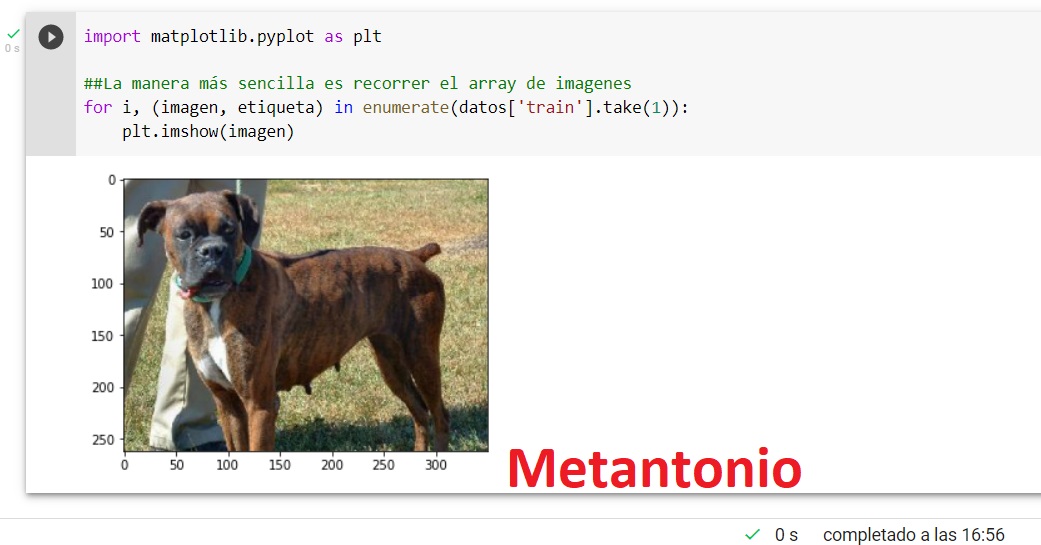 import matplotlib.pyplot as plt
0 s
##La manera más sencilla es recorrer el array de imagenes
for i, (imagen, etiqueta) in enumerate(datos['train'].take(1)):
    plt.imshow(imagen)
0
50
100
150
200
250
0 50 100 150 200 250 300
Metantonio
0 s completado a las 16:56